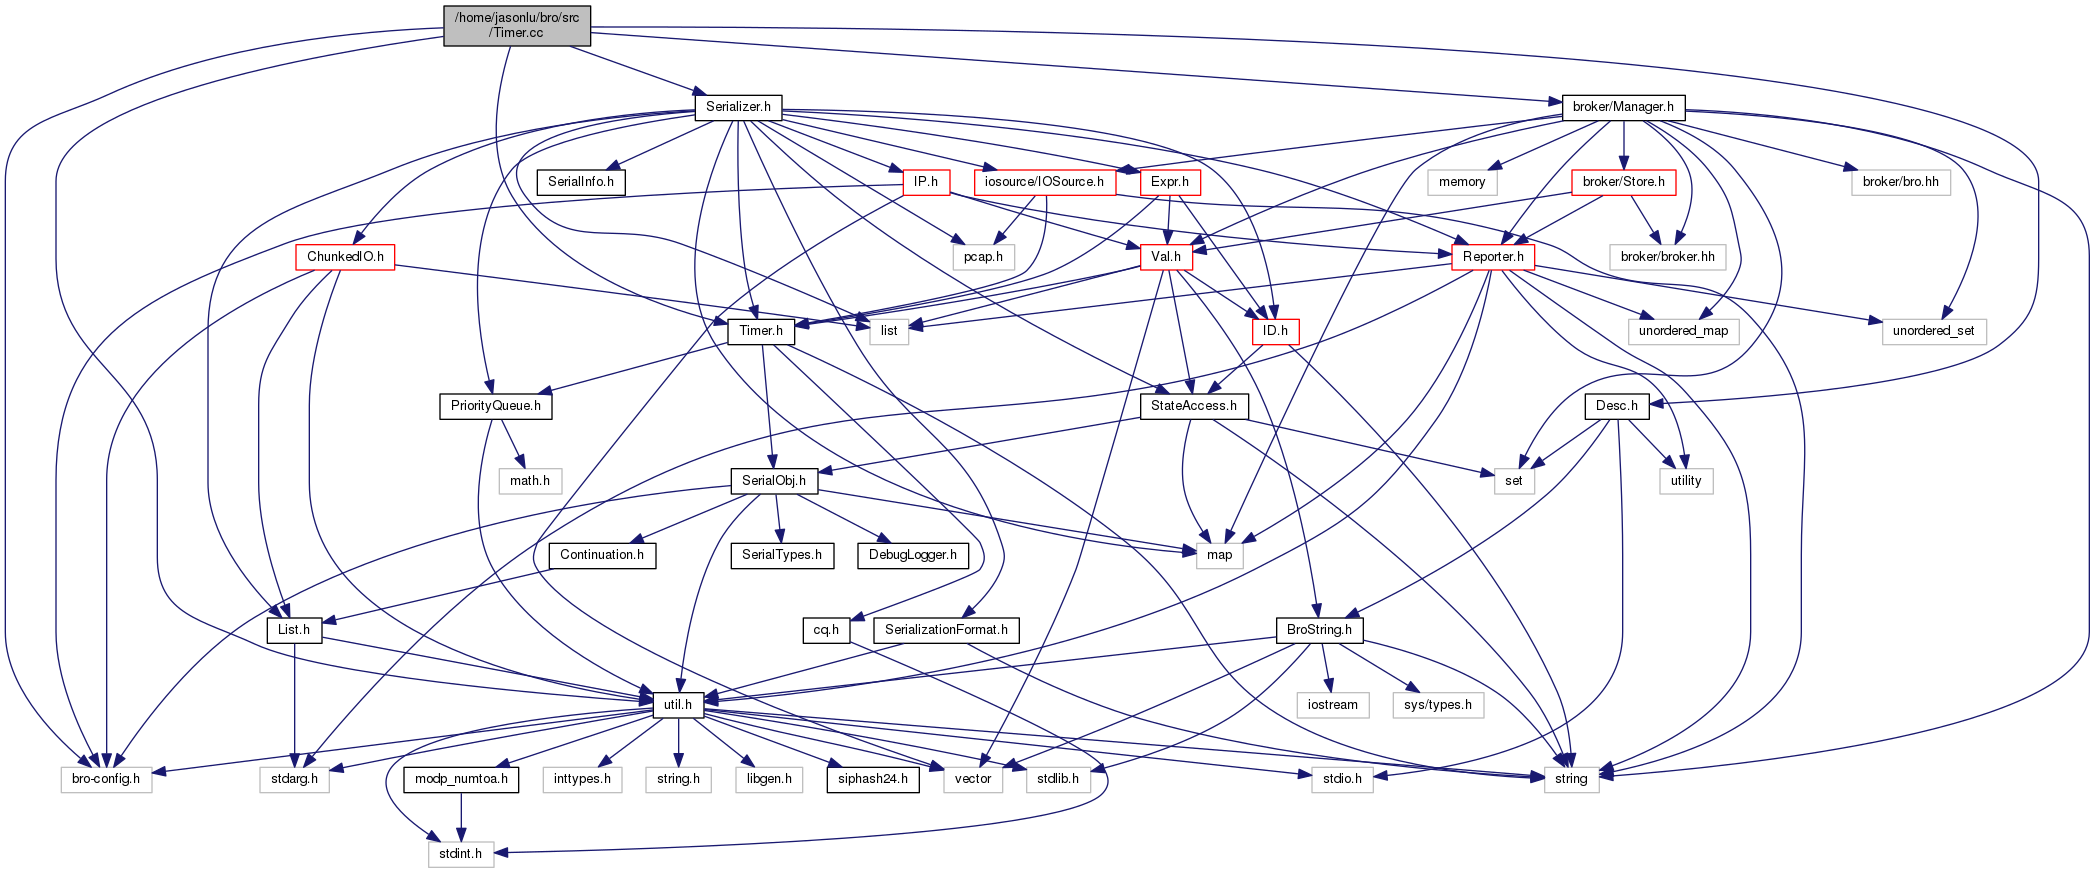 /home/jasonlu/bro/src
/Timer.cc
Serializer.h
broker/Manager.h
SerialInfo.h
IP.h
iosource/IOSource.h
Expr.h
memory
broker/Store.h
broker/bro.hh
ChunkedIO.h
pcap.h
Val.h
Reporter.h
broker/broker.hh
Timer.h
list
ID.h
unordered_map
unordered_set
PriorityQueue.h
StateAccess.h
Desc.h
math.h
SerialObj.h
set
utility
Continuation.h
SerialTypes.h
DebugLogger.h
map
List.h
cq.h
SerializationFormat.h
BroString.h
util.h
iostream
sys/types.h
bro-config.h
stdarg.h
modp_numtoa.h
inttypes.h
string.h
libgen.h
siphash24.h
vector
stdlib.h
stdio.h
string
stdint.h